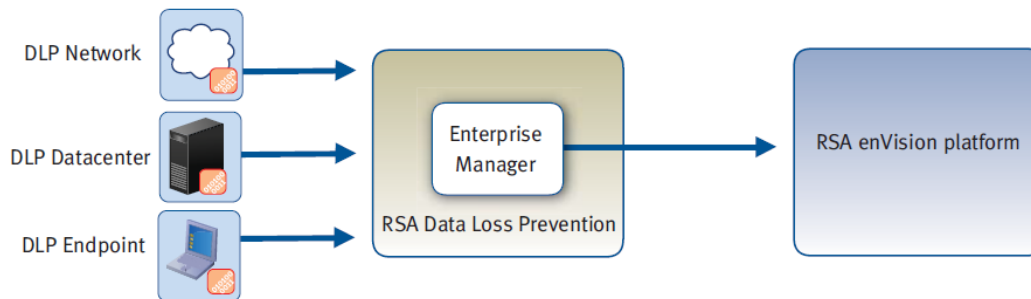 DLP Network
DLP Datacenter
DLP Endpoint
Enterprise
Manager
RSA Data Loss Prevention
RSA enVision platform